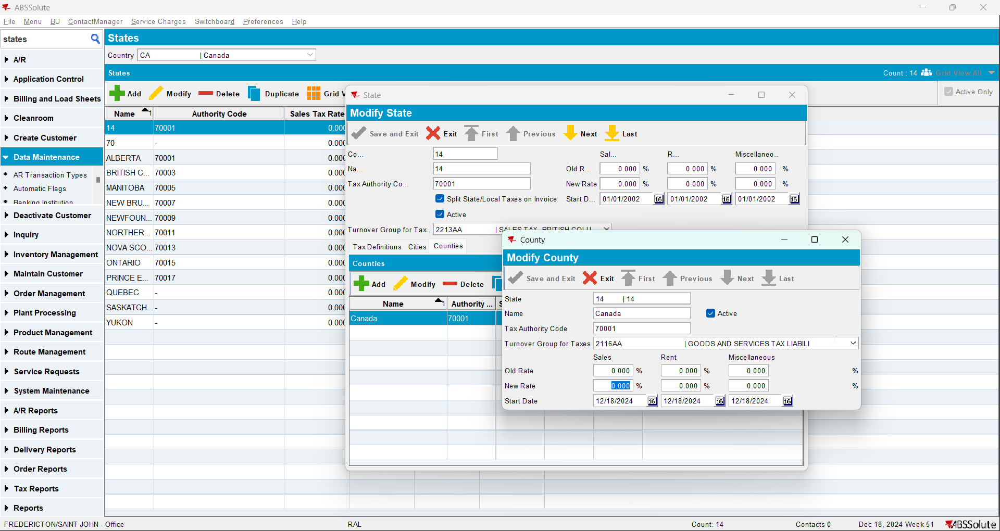 ABSSolute
File Menu BU ContactManager Service Charges Switchboard Preferences Help
states
States
Country CA | Canada
States Count : 14 Grid View All
Add Modify Delete Duplicate Grid V
Active Only
Name 1 Authority Code Sales Tax Rate
14 70001 0.000
70 - 0.000
ALBERTA 70001 0.000
BRITISH C... 70003 0.000
MANITOBA 70005 0.000
NEW BRU... 70007 0.000
NEWFOUN... 70009 0.000
NORTHER... 70011 0.000
NOVA SCO... 70013 0.000
ONTARIO 70015 0.000
PRINCE E... 70017 0.000
QUEBEC - 0.000
SASKATCH... - 0.000
YUKON - 0.000
A/R
Application Control
Billing and Load Sheets
Cleanroom
Create Customer
Data Maintenance
AR Transaction Types
Automatic Flags
Banking Institution
Deactivate Customer
Inquiry
Inventory Management
Maintain Customer
Order Management
Plant Processing
Product Management
Route Management
Service Requests
System Maintenance
A/R Reports
Billing Reports
Delivery Reports
Order Reports
Tax Reports
Reports
State
Modify State
Save and Exit Exit First Previous Next Last
Co... 14 Sal... R... Miscellaneo...
Na... 14 Old R... 0.000 % 0.000 % 0.000 %
Tax Authority Co... 70001 New Rate 0.000 % 0.000 % 0.000 %
Split State/Local Taxes on Invoice Start D... 01/01/2002 16 01/01/2002 16 01/01/2002 16
Active
Turnover Group for Tax.. 2213AA | SALES TAX, BRITISH COLU
Tax Definitions Cities Counties
Counties
Add Modify Delete
Name 1 Authority ... S
Canada 70001
County
Modify County
Save and Exit Exit First Previous Next Last
State 14 | 14
Name Canada Active
Tax Authority Code 70001
Turnover Group for Taxes 2116AA | GOODS AND SERVICES TAX LIABILI
Sales Rent Miscellaneous
Old Rate 0.000 % 0.000 % 0.000 %
New Rate 0.000 % 0.000 % 0.000 %
Start Date 12/18/2024 16 12/18/2024 16 12/18/2024 16
FREDERICTON/SAINT JOHN - Office RAL Count: 14 Contacts 0 Dec 18, 2024 Week 51 ABSSolute